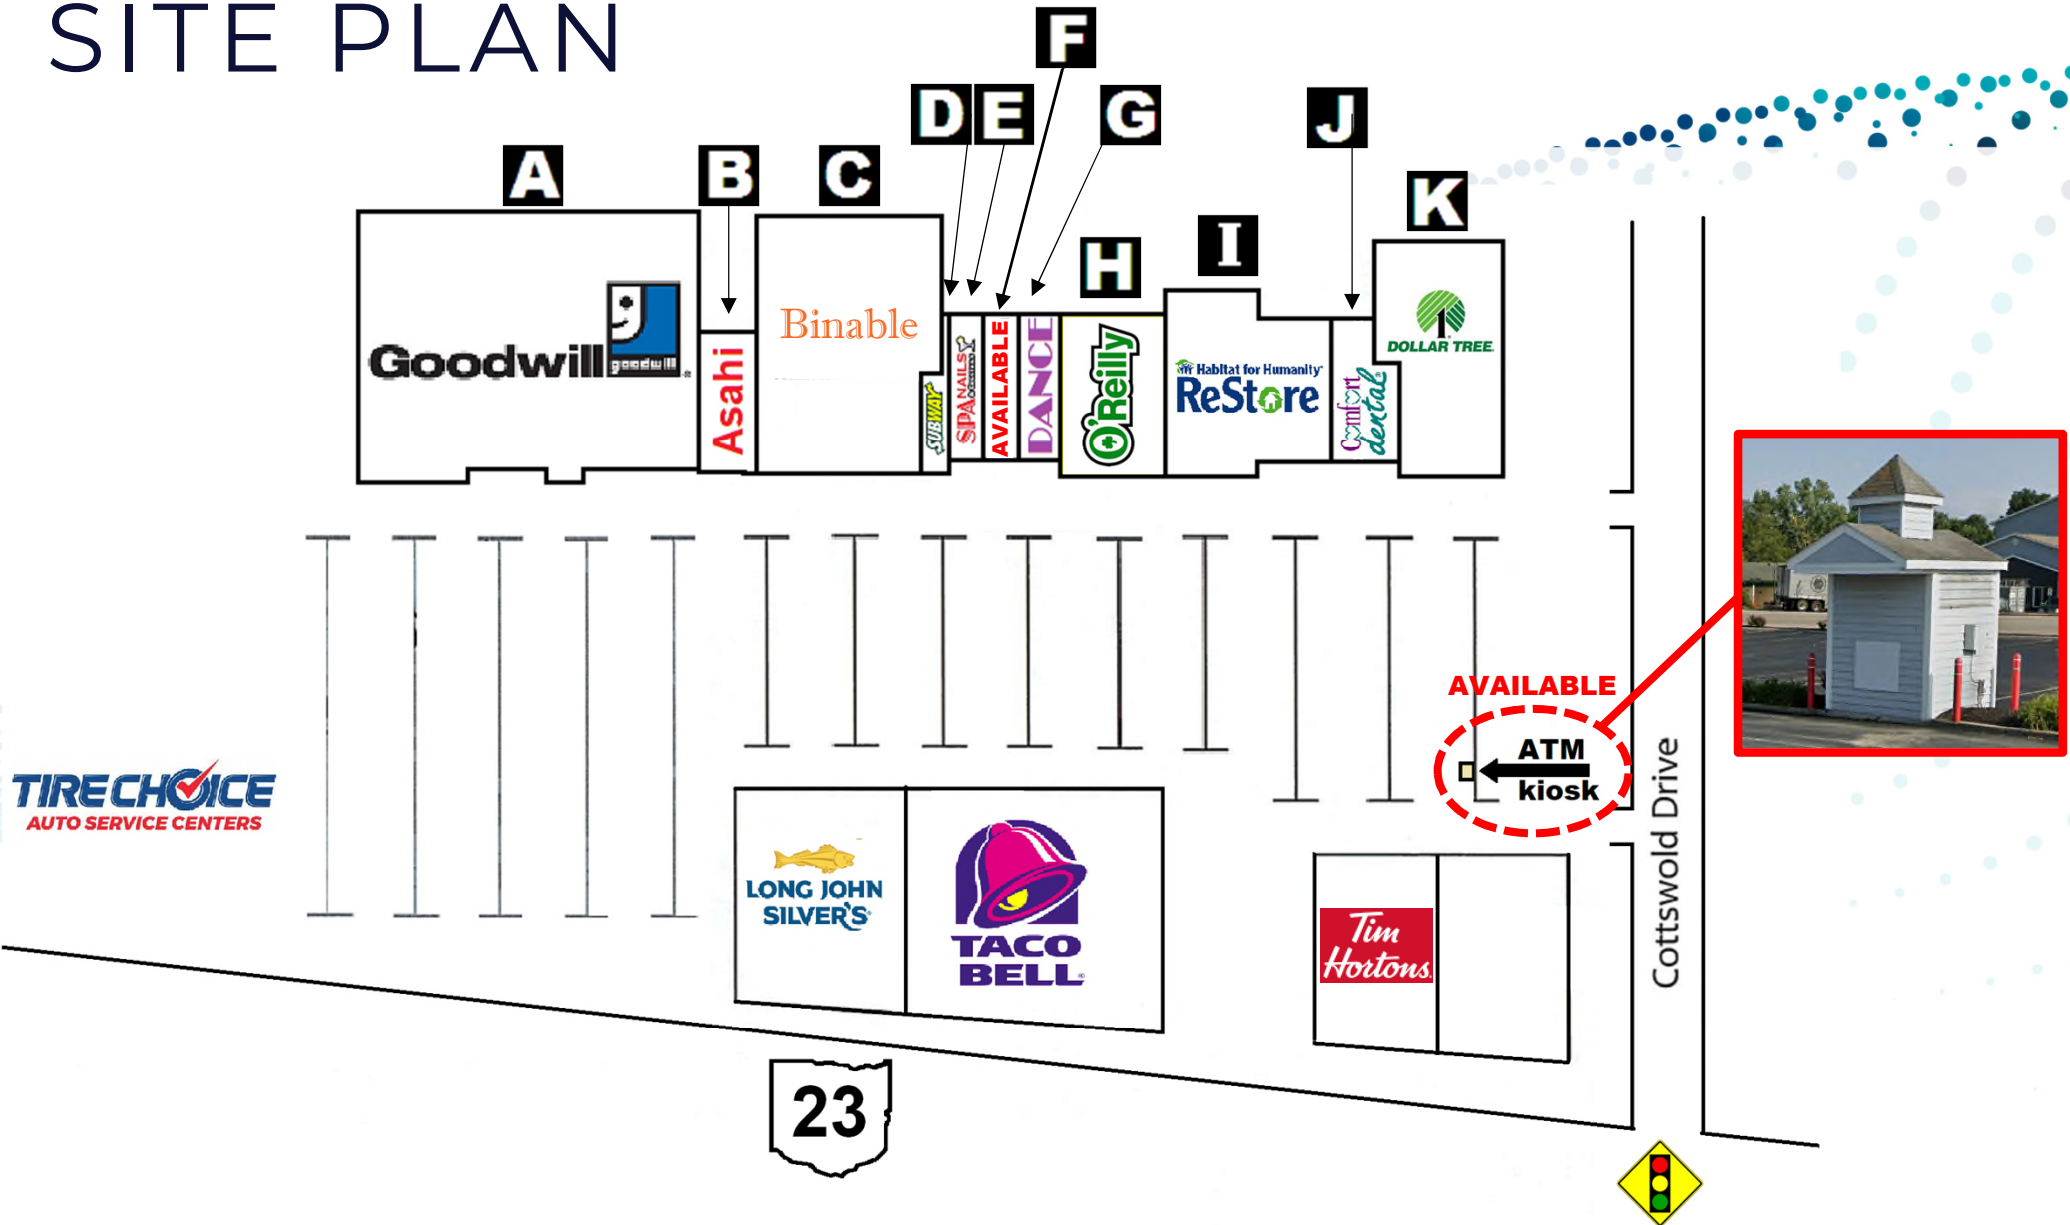 SITE PLAN
F
D
E
G
J
A
B
C
K
I
H
Goodwill
goodwill
Asahi
Binable
SUBWAY
SPA NAILS
AVAILABLE
DANCE
O'Reilly
Habitat for Humanity
ReStore
Comfort
dental
DOLLAR TREE
AVAILABLE
ATM
kiosk
TIRE CHOICE
AUTO SERVICE CENTERS
LONG JOHN
SILVER'S
TACO
BELL
Tim
Hortons
Cottswold Drive
23